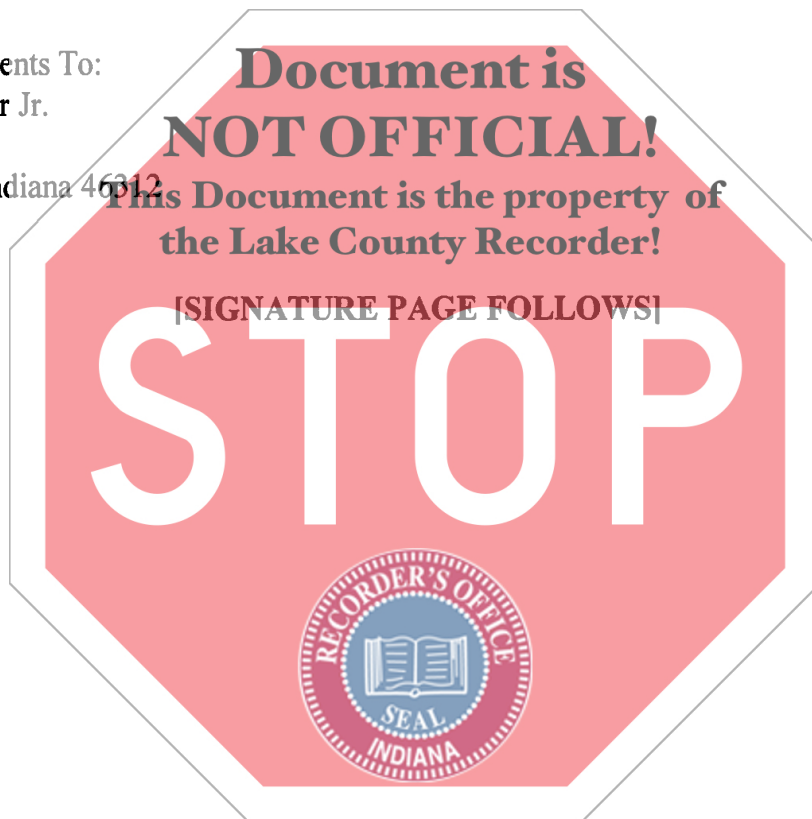 ents To:
r Jr.
ndiana 46312
Document is
NOT OFFICIAL!
This Document is the property of
the Lake County Recorder!
[SIGNATURE PAGE FOLLOWS]
STOP
RECORDER'S OFFICE
SEAL
INDIANA